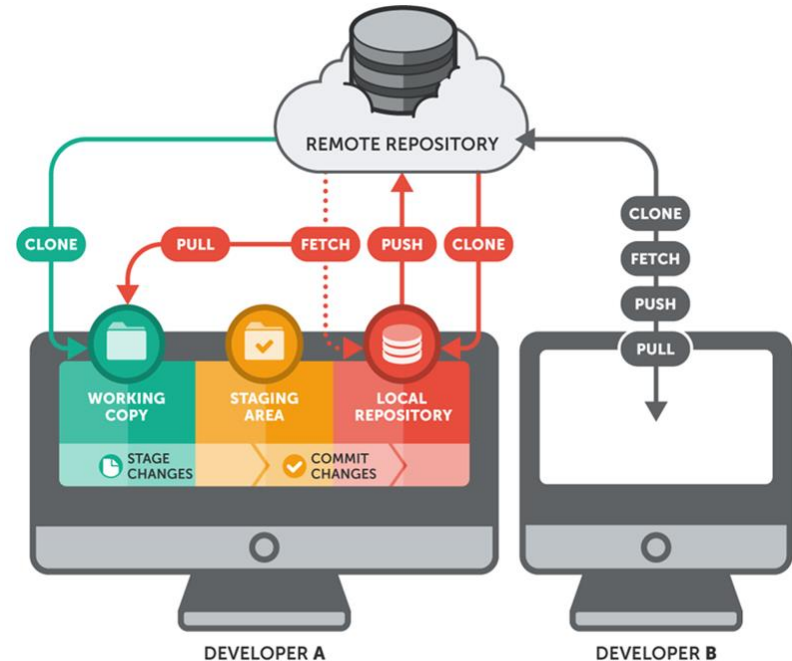 REMOTE REPOSITORY
CLONE
PULL
FETCH
PUSH
CLONE
CLONE
FETCH
PUSH
PULL
WORKING
COPY
STAGING
AREA
LOCAL
REPOSITORY
STAGE
CHANGES
COMMIT
CHANGES
DEVELOPER A
DEVELOPER B